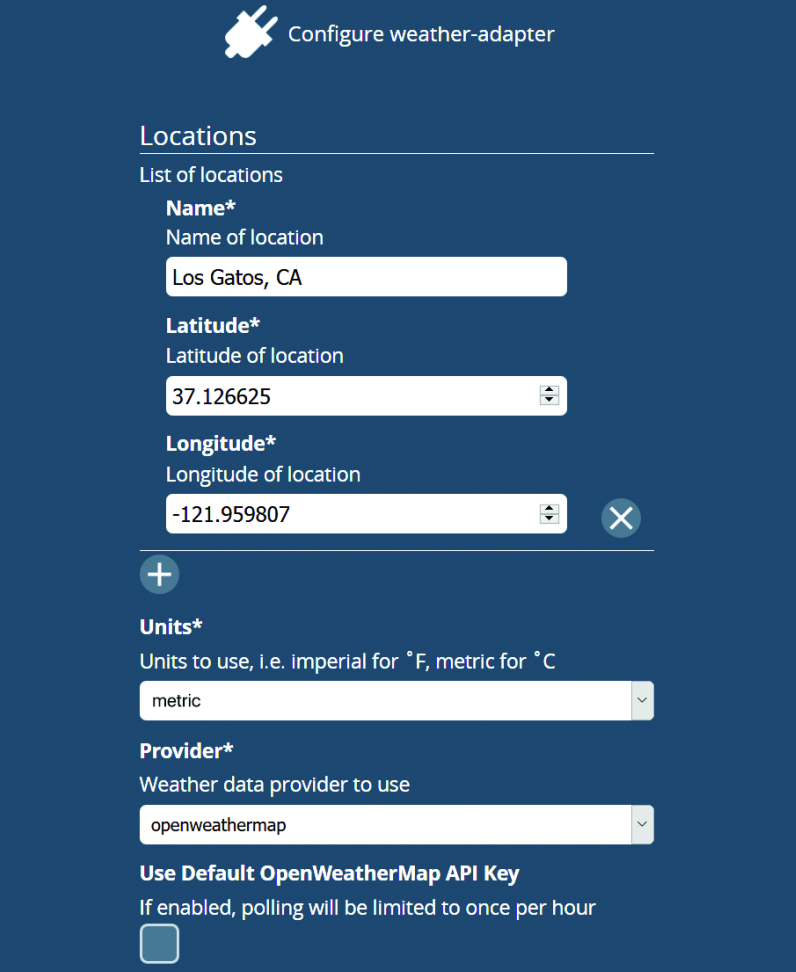 Configure weather-adapter
Locations
List of locations
Name*
Name of location
Los Gatos, CA
Latitude*
Latitude of location
37.126625
Longitude*
Longitude of location
-121.959807
Units*
Units to use, i.e. imperial for °F, metric for °C
metric
Provider*
Weather data provider to use
openweathermap
Use Default OpenWeatherMap API Key
If enabled, polling will be limited to once per hour